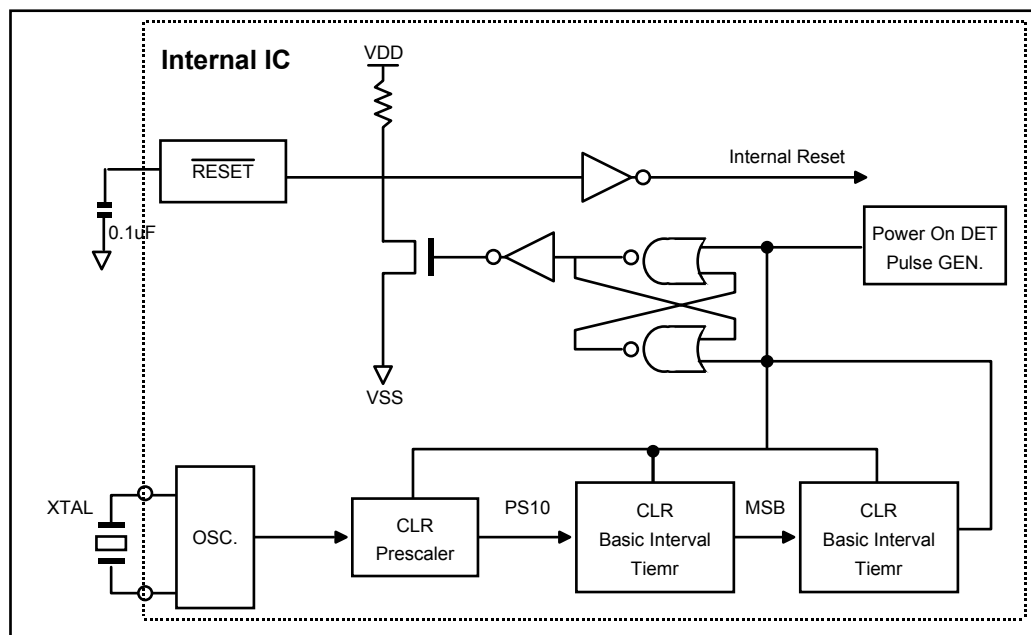 Internal IC
VDD
RESET
Internal Reset
0.1uF
Power On DET
Pulse GEN.
VSS
XTAL
OSC.
CLR
Prescaler
PS10
CLR
Basic Interval
Tiemr
MSB
CLR
Basic Interval
Tiemr